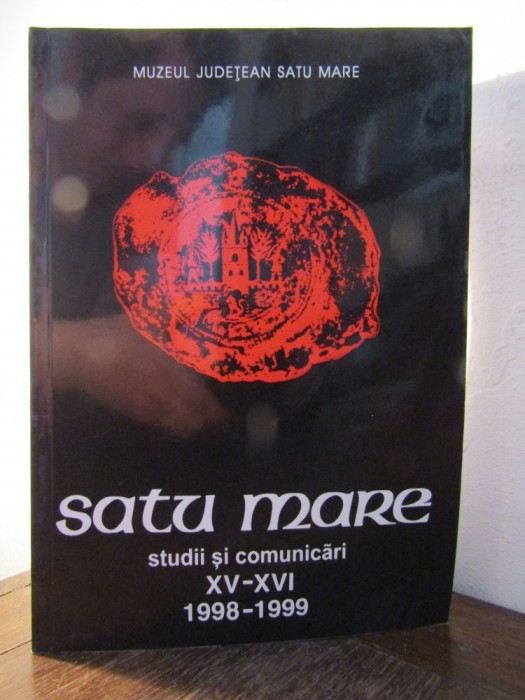 MUZEUL JUDEŢEAN SATU MARE
satu mare
studii şi comunicări
XV-XVI
1998-1999